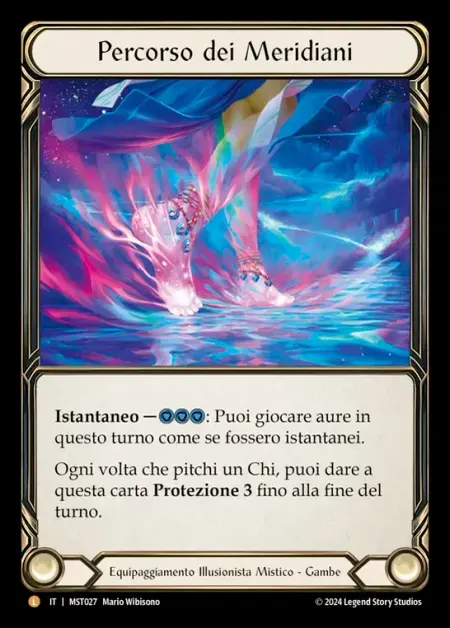 Percorso dei Meridiani
Istantaneo — : Puoi giocare aure in
questo turno come se fossero istantanei.
Ogni volta che pitchi un Chi, puoi dare a
questa carta Protezione 3 fino alla fine del
turno.
Equipaggiamento Illusionista Mistico - Gambe
L IT | MST027 Mario Wibisono © 2024 Legend Story Studios